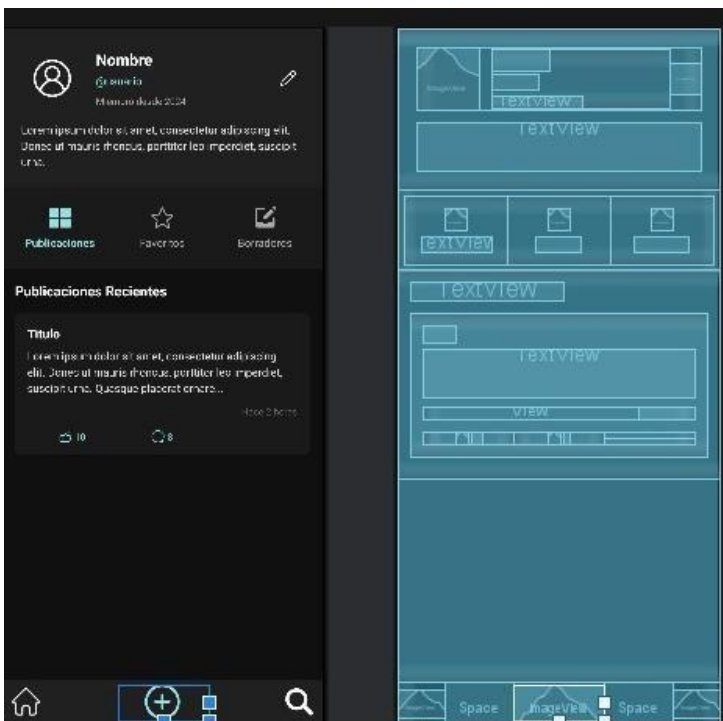 Nombre
@usuario
Miembro desde 2024
Lorem ipsum dolor sit amet, consectetur adipiscing elit.
Donec ut mauris rhoncus, porttitor leo imperdiet, suscipit
urna.
Publicaciones
Favoritos
Borradores
Publicaciones Recientes
Título
Lorem ipsum dolor sit amet, consectetur adipiscing
elit. Donec ut mauris rhoncus, porttitor leo imperdiet,
suscipit urna. Quisque placerat ornare...
Hace 2 horas
10
8
ImageView
TextView
TextView
TextView
TextView
TextView
View
Space
ImageView
Space